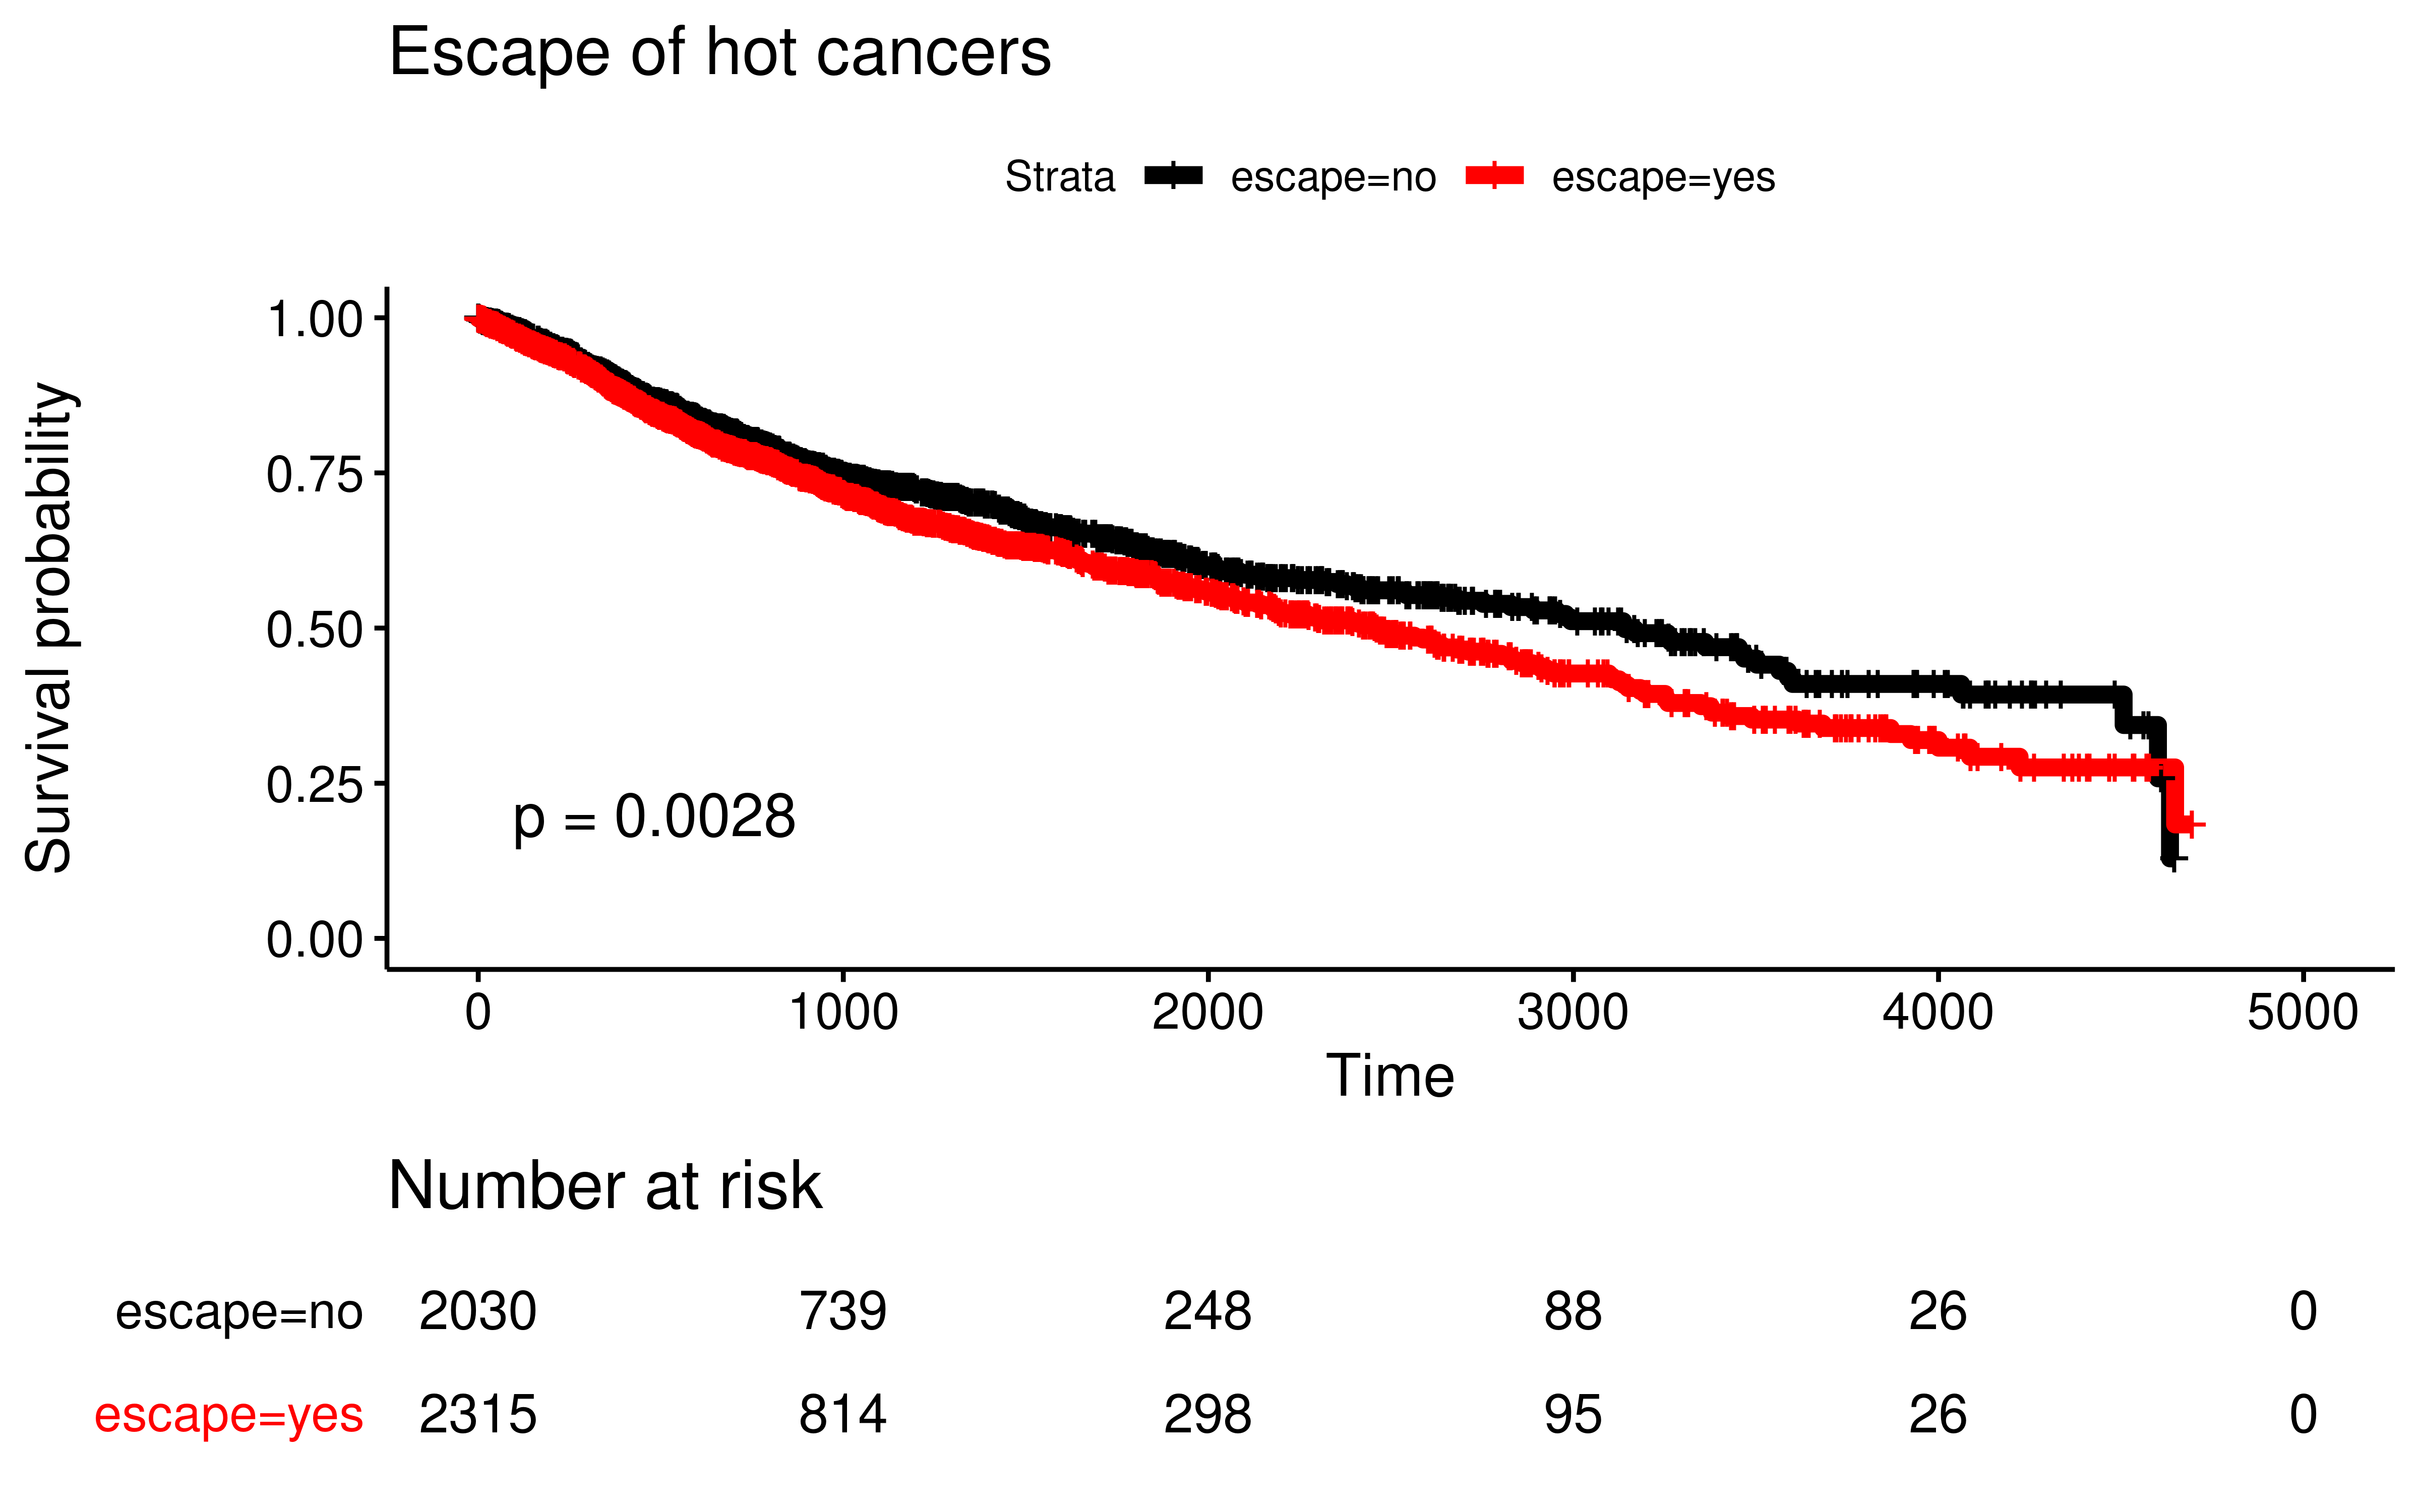 Escape of hot cancers
Strata escape=no escape=yes
Survival probability
1.00
0.75
0.50
0.25
0.00
p = 0.0028
0 1000 2000 3000 4000 5000
Time
Number at risk
escape=no 2030 739 248 88 26 0
escape=yes 2315 814 298 95 26 0